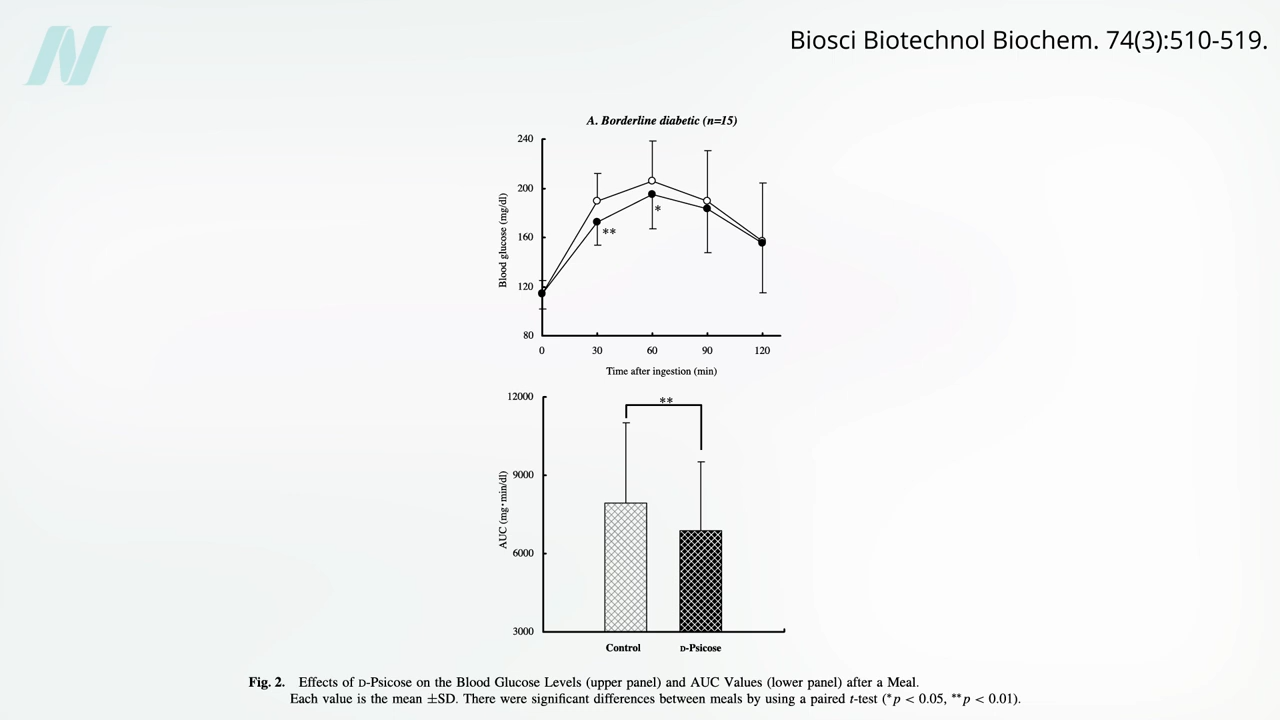 Biosci Biotechnol Biochem. 74(3):510-519.
A. Borderline diabetic (n=15)
240
200
160
120
80
Blood glucose (mg/dl)
**
*
0 30 60 90 120
Time after ingestion (min)
12000
9000
6000
3000
AUC (mg·min/dl)
**
Control D-Psicose
Fig. 2. Effects of D-Psicose on the Blood Glucose Levels (upper panel) and AUC Values (lower panel) after a Meal.
Each value is the mean ±SD. There were significant differences between meals by using a paired t-test (*p < 0.05, **p < 0.01).